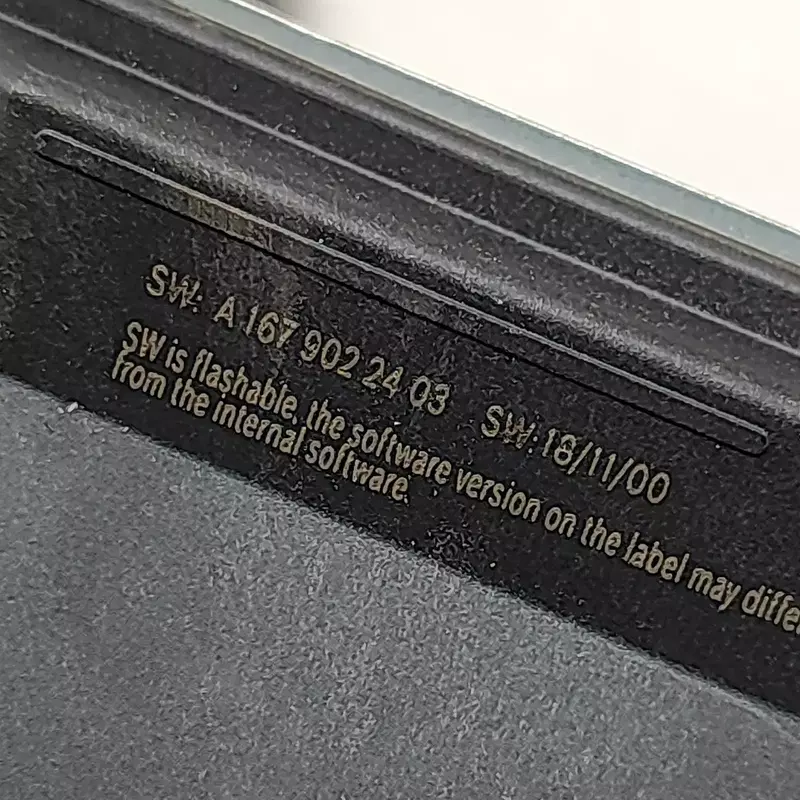 SW: A 167 902 24 03 SW:18/11/00
SW is flashable, the software version on the label may
from the internal software.